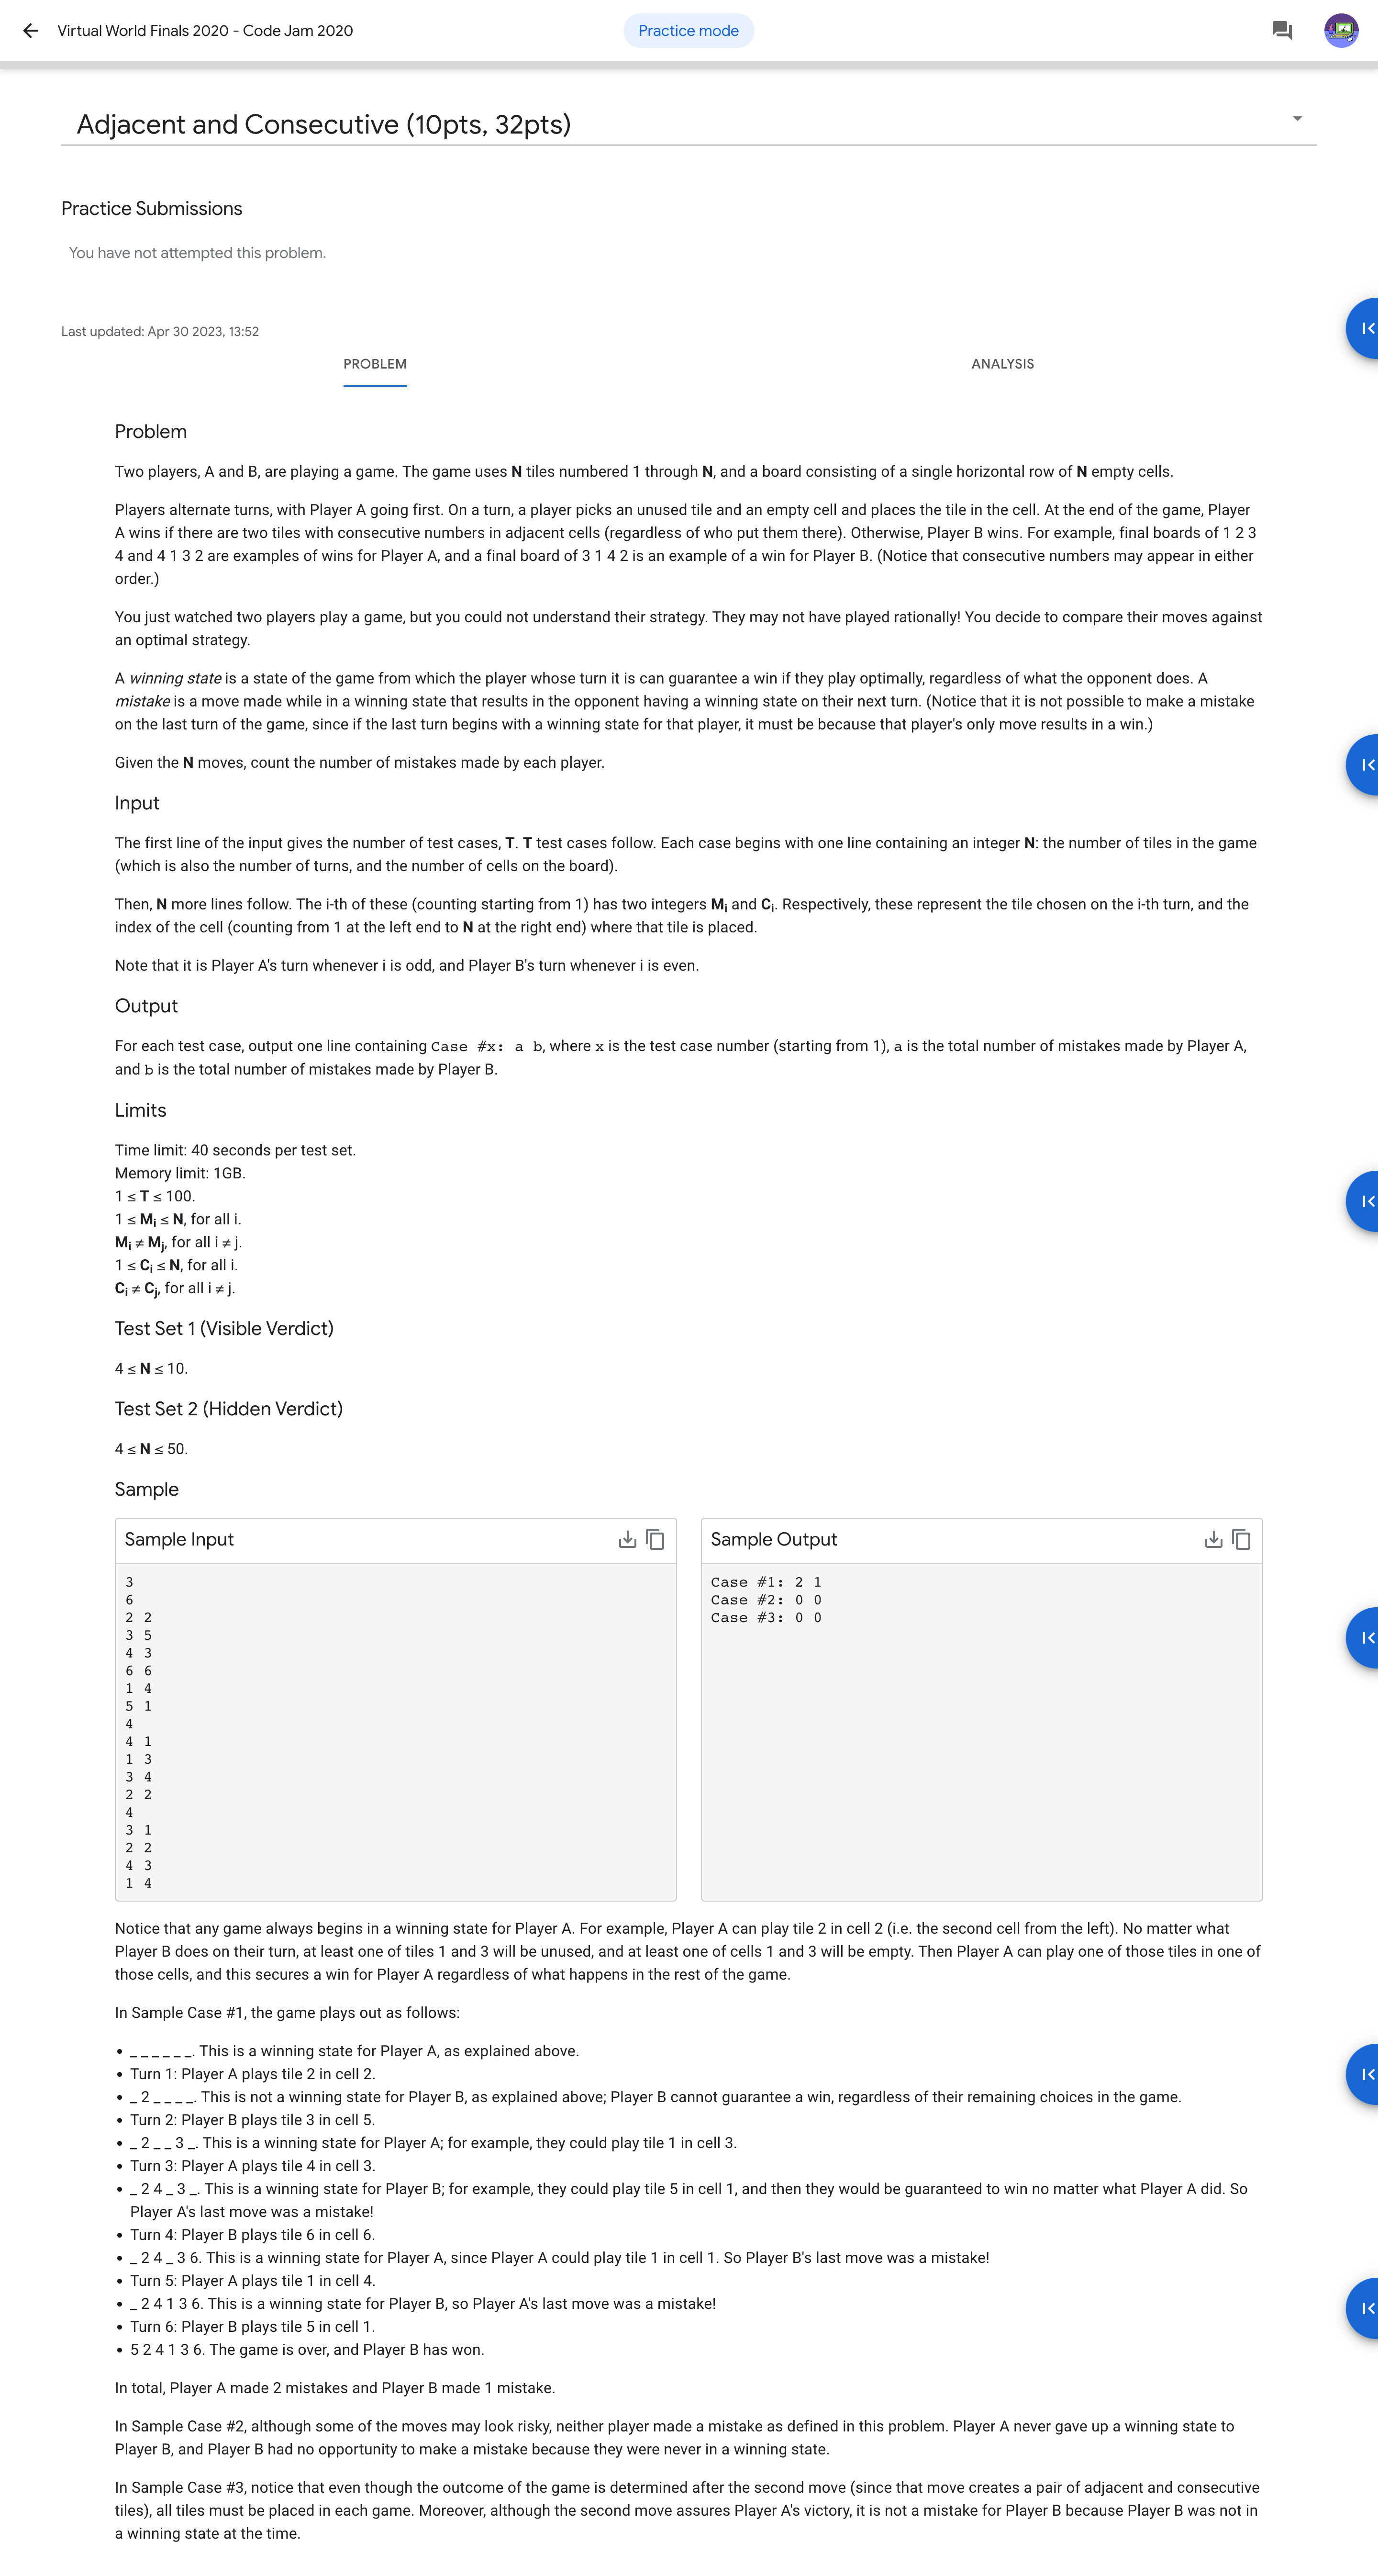 Virtual World Finals 2020 - Code Jam 2020
Practice mode
Adjacent and Consecutive (10pts, 32pts)
Practice Submissions
You have not attempted this problem.
Last updated: Apr 30 2023, 13:52
PROBLEM
ANALYSIS
Problem
Two players, A and B, are playing a game. The game uses N tiles numbered 1 through N, and a board consisting of a single horizontal row of N empty cells.
Players alternate turns, with Player A going first. On a turn, a player picks an unused tile and an empty cell and places the tile in the cell. At the end of the game, Player
A wins if there are two tiles with consecutive numbers in adjacent cells (regardless of who put them there). Otherwise, Player B wins. For example, final boards of 1 2 3
4 and 4 1 3 2 are examples of wins for Player A, and a final board of 3 1 4 2 is an example of a win for Player B. (Notice that consecutive numbers may appear in either
order.)
You just watched two players play a game, but you could not understand their strategy. They may not have played rationally! You decide to compare their moves against
an optimal strategy.
A winning state is a state of the game from which the player whose turn it is can guarantee a win if they play optimally, regardless of what the opponent does. A
mistake is a move made while in a winning state that results in the opponent having a winning state on their next turn. (Notice that it is not possible to make a mistake
on the last turn of the game, since if the last turn begins with a winning state for that player, it must be because that player's only move results in a win.)
Given the N moves, count the number of mistakes made by each player.
Input
The first line of the input gives the number of test cases, T. T test cases follow. Each case begins with one line containing an integer N: the number of tiles in the game
(which is also the number of turns, and the number of cells on the board).
Then, N more lines follow. The i-th of these (counting starting from 1) has two integers Mi and Ci. Respectively, these represent the tile chosen on the i-th turn, and the
index of the cell (counting from 1 at the left end to N at the right end) where that tile is placed.
Note that it is Player A's turn whenever i is odd, and Player B's turn whenever i is even.
Output
For each test case, output one line containing Case #x: a b, where x is the test case number (starting from 1), a is the total number of mistakes made by Player A,
and b is the total number of mistakes made by Player B.
Limits
Time limit: 40 seconds per test set.
Memory limit: 1GB.
1 ≤ T ≤ 100.
1 ≤ Mi ≤ N, for all i.
Mi ≠ Mj, for all i ≠ j.
1 ≤ Ci ≤ N, for all i.
Ci ≠ Cj, for all i ≠ j.
Test Set 1 (Visible Verdict)
4 ≤ N ≤ 10.
Test Set 2 (Hidden Verdict)
4 ≤ N ≤ 50.
Sample
Sample Input
3
6
2 2
3 5
4 3
6 6
1 4
5 1
4
4 1
1 3
3 4
2 2
4
3 1
2 2
4 3
1 4
Sample Output
Case #1: 2 1
Case #2: 0 0
Case #3: 0 0
Notice that any game always begins in a winning state for Player A. For example, Player A can play tile 2 in cell 2 (i.e. the second cell from the left). No matter what
Player B does on their turn, at least one of tiles 1 and 3 will be unused, and at least one of cells 1 and 3 will be empty. Then Player A can play one of those tiles in one of
those cells, and this secures a win for Player A regardless of what happens in the rest of the game.
In Sample Case #1, the game plays out as follows:
• _ _ _ _ _ _. This is a winning state for Player A, as explained above.
• Turn 1: Player A plays tile 2 in cell 2.
• _ 2 _ _ _ _. This is not a winning state for Player B, as explained above; Player B cannot guarantee a win, regardless of their remaining choices in the game.
• Turn 2: Player B plays tile 3 in cell 5.
• _ 2 _ _ 3 _. This is a winning state for Player A; for example, they could play tile 1 in cell 3.
• Turn 3: Player A plays tile 4 in cell 3.
• _ 2 4 _ 3 _. This is a winning state for Player B; for example, they could play tile 5 in cell 1, and then they would be guaranteed to win no matter what Player A did. So
Player A's last move was a mistake!
• Turn 4: Player B plays tile 6 in cell 6.
• _ 2 4 _ 3 6. This is a winning state for Player A, since Player A could play tile 1 in cell 1. So Player B's last move was a mistake!
• Turn 5: Player A plays tile 1 in cell 4.
• _ 2 4 1 3 6. This is a winning state for Player B, so Player A's last move was a mistake!
• Turn 6: Player B plays tile 5 in cell 1.
• 5 2 4 1 3 6. The game is over, and Player B has won.
In total, Player A made 2 mistakes and Player B made 1 mistake.
In Sample Case #2, although some of the moves may look risky, neither player made a mistake as defined in this problem. Player A never gave up a winning state to
Player B, and Player B had no opportunity to make a mistake because they were never in a winning state.
In Sample Case #3, notice that even though the outcome of the game is determined after the second move (since that move creates a pair of adjacent and consecutive
tiles), all tiles must be placed in each game. Moreover, although the second move assures Player A's victory, it is not a mistake for Player B because Player B was not in
a winning state at the time.